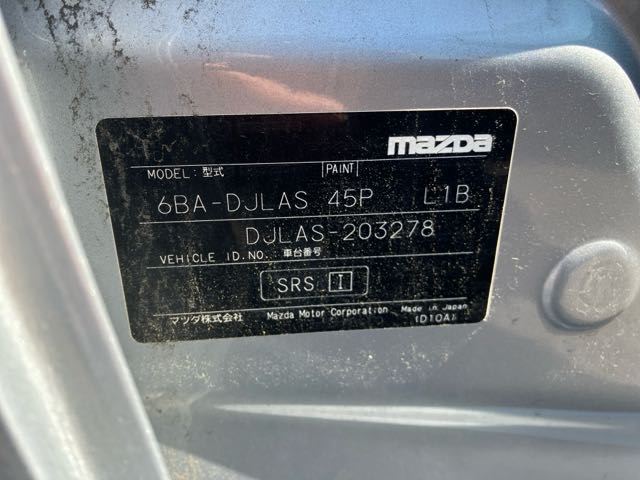 mazda
MODEL: 型式 PAINT
6BA-DJLAS 45P L1B
DJLAS-203278
VEHICLE ID.NO.: 車台番号
SRS I
マツダ株式会社 Mazda Motor Corporation Made in Japan
(D10A)